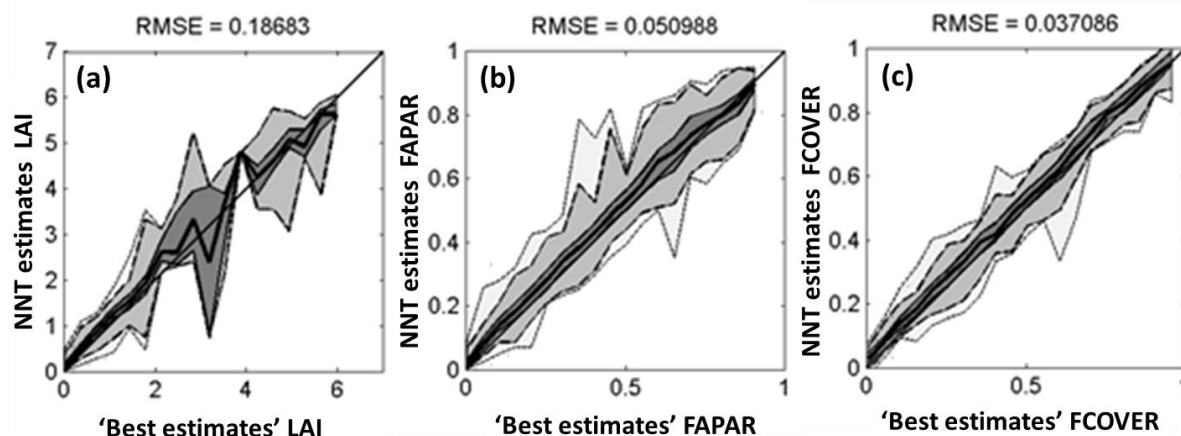 RMSE = 0.18683
(a)
NNT estimates LAI
7
6
5
4
3
2
1
0
0 2 4 6
'Best estimates' LAI
RMSE = 0.050988
(b)
NNT estimates FAPAR
1
0.8
0.6
0.4
0.2
0
0 0.5 1
'Best estimates' FAPAR
RMSE = 0.037086
(c)
NNT estimates FCOVER
1
0.8
0.6
0.4
0.2
0
0 0.5 1
'Best estimates' FCOVER